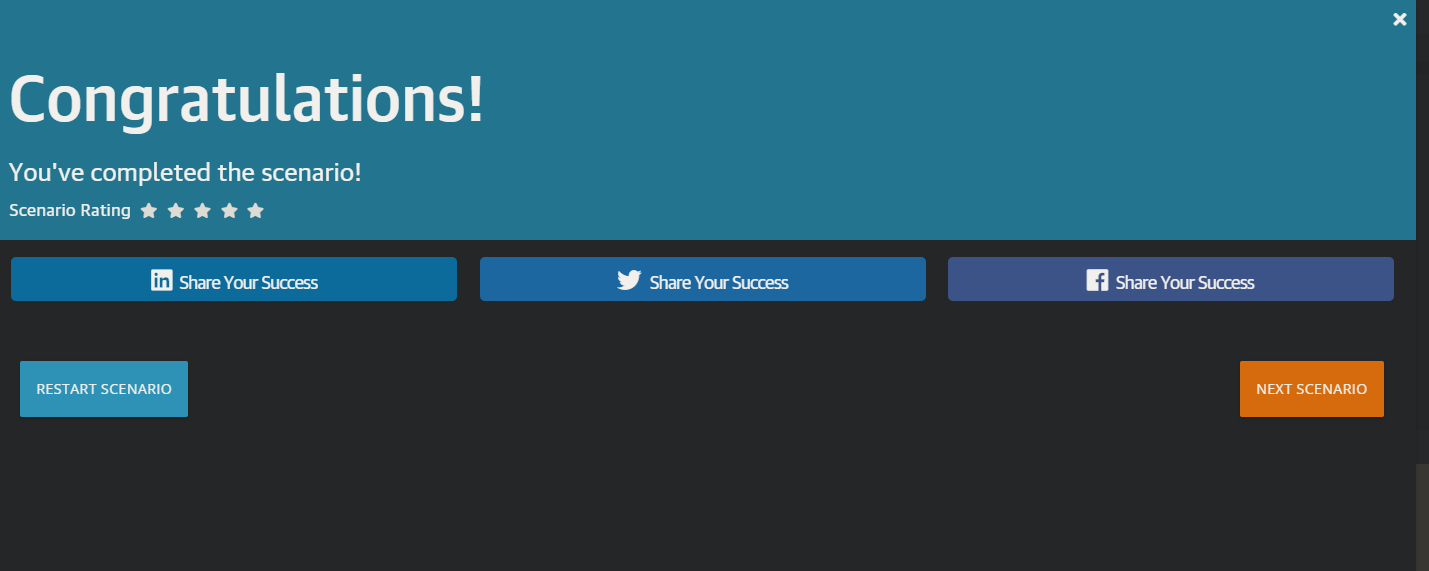 Congratulations!
You've completed the scenario!
Scenario Rating
Share Your Success
Share Your Success
Share Your Success
RESTART SCENARIO
NEXT SCENARIO